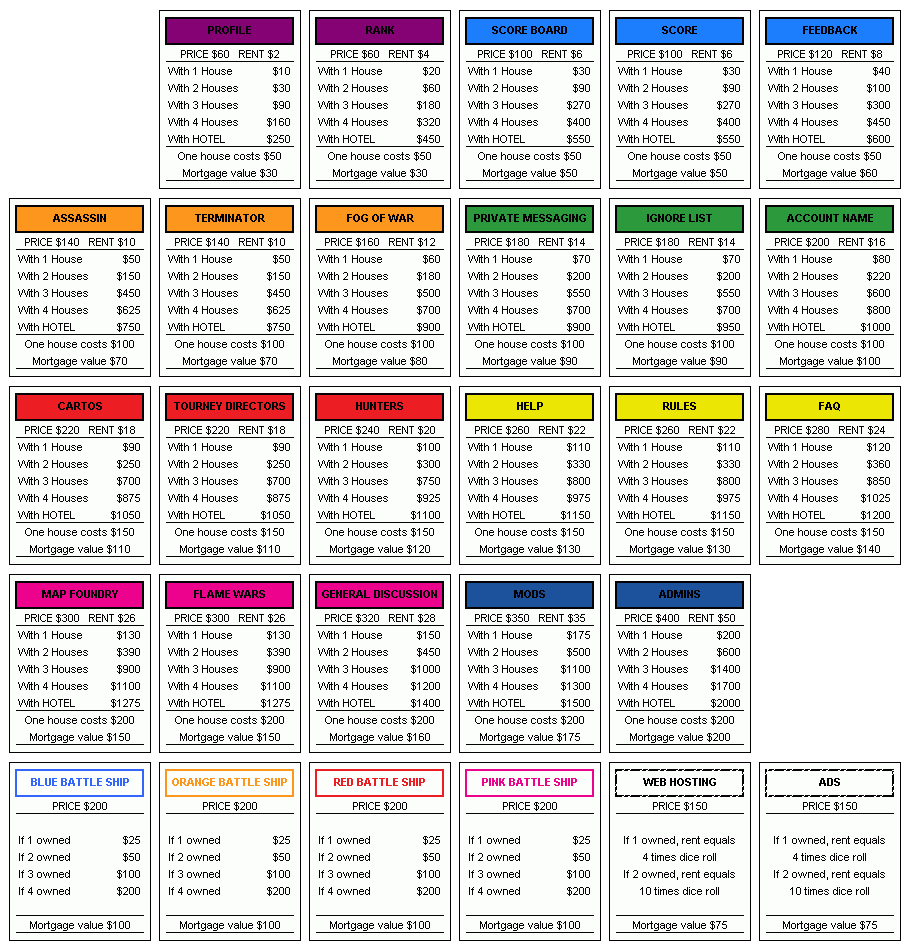 PROFILE
PRICE $60 RENT $2
With 1 House $10
With 2 Houses $30
With 3 Houses $90
With 4 Houses $160
With HOTEL $250
One house costs $50
Mortgage value $30
RANK
PRICE $60 RENT $4
With 1 House $20
With 2 Houses $60
With 3 Houses $180
With 4 Houses $320
With HOTEL $450
One house costs $50
Mortgage value $30
SCORE BOARD
PRICE $100 RENT $6
With 1 House $30
With 2 Houses $90
With 3 Houses $270
With 4 Houses $400
With HOTEL $550
One house costs $50
Mortgage value $50
SCORE
PRICE $100 RENT $6
With 1 House $30
With 2 Houses $90
With 3 Houses $270
With 4 Houses $400
With HOTEL $550
One house costs $50
Mortgage value $50
FEEDBACK
PRICE $120 RENT $8
With 1 House $40
With 2 Houses $100
With 3 Houses $300
With 4 Houses $450
With HOTEL $600
One house costs $50
Mortgage value $60
ASSASSIN
PRICE $140 RENT $10
With 1 House $50
With 2 Houses $150
With 3 Houses $450
With 4 Houses $625
With HOTEL $750
One house costs $100
Mortgage value $70
TERMINATOR
PRICE $140 RENT $10
With 1 House $50
With 2 Houses $150
With 3 Houses $450
With 4 Houses $625
With HOTEL $750
One house costs $100
Mortgage value $70
FOG OF WAR
PRICE $160 RENT $12
With 1 House $60
With 2 Houses $180
With 3 Houses $500
With 4 Houses $700
With HOTEL $900
One house costs $100
Mortgage value $80
PRIVATE MESSAGING
PRICE $180 RENT $14
With 1 House $70
With 2 Houses $200
With 3 Houses $550
With 4 Houses $700
With HOTEL $900
One house costs $100
Mortgage value $90
IGNORE LIST
PRICE $180 RENT $14
With 1 House $70
With 2 Houses $200
With 3 Houses $550
With 4 Houses $700
With HOTEL $950
One house costs $100
Mortgage value $90
ACCOUNT NAME
PRICE $200 RENT $16
With 1 House $80
With 2 Houses $220
With 3 Houses $600
With 4 Houses $800
With HOTEL $1000
One house costs $100
Mortgage value $100
CARTOS
PRICE $220 RENT $18
With 1 House $90
With 2 Houses $250
With 3 Houses $700
With 4 Houses $875
With HOTEL $1050
One house costs $150
Mortgage value $110
TOURNEY DIRECTORS
PRICE $220 RENT $18
With 1 House $90
With 2 Houses $250
With 3 Houses $700
With 4 Houses $875
With HOTEL $1050
One house costs $150
Mortgage value $110
HUNTERS
PRICE $240 RENT $20
With 1 House $100
With 2 Houses $300
With 3 Houses $750
With 4 Houses $925
With HOTEL $1100
One house costs $150
Mortgage value $120
HELP
PRICE $260 RENT $22
With 1 House $110
With 2 Houses $330
With 3 Houses $800
With 4 Houses $975
With HOTEL $1150
One house costs $150
Mortgage value $130
RULES
PRICE $260 RENT $22
With 1 House $110
With 2 Houses $330
With 3 Houses $800
With 4 Houses $975
With HOTEL $1150
One house costs $150
Mortgage value $130
FAQ
PRICE $280 RENT $24
With 1 House $120
With 2 Houses $360
With 3 Houses $850
With 4 Houses $1025
With HOTEL $1200
One house costs $150
Mortgage value $140
MAP FOUNDRY
PRICE $300 RENT $26
With 1 House $130
With 2 Houses $390
With 3 Houses $900
With 4 Houses $1100
With HOTEL $1275
One house costs $200
Mortgage value $150
FLAME WARS
PRICE $300 RENT $26
With 1 House $130
With 2 Houses $390
With 3 Houses $900
With 4 Houses $1100
With HOTEL $1275
One house costs $200
Mortgage value $150
GENERAL DISCUSSION
PRICE $320 RENT $28
With 1 House $150
With 2 Houses $450
With 3 Houses $1000
With 4 Houses $1200
With HOTEL $1400
One house costs $200
Mortgage value $160
MODS
PRICE $350 RENT $35
With 1 House $175
With 2 Houses $500
With 3 Houses $1100
With 4 Houses $1300
With HOTEL $1500
One house costs $200
Mortgage value $175
ADMINS
PRICE $400 RENT $50
With 1 House $200
With 2 Houses $600
With 3 Houses $1400
With 4 Houses $1700
With HOTEL $2000
One house costs $200
Mortgage value $200
BLUE BATTLE SHIP
PRICE $200
If 1 owned $25
If 2 owned $50
If 3 owned $100
If 4 owned $200
Mortgage value $100
ORANGE BATTLE SHIP
PRICE $200
If 1 owned $25
If 2 owned $50
If 3 owned $100
If 4 owned $200
Mortgage value $100
RED BATTLE SHIP
PRICE $200
If 1 owned $25
If 2 owned $50
If 3 owned $100
If 4 owned $200
Mortgage value $100
PINK BATTLE SHIP
PRICE $200
If 1 owned $25
If 2 owned $50
If 3 owned $100
If 4 owned $200
Mortgage value $100
WEB HOSTING
PRICE $150
If 1 owned, rent equals
4 times dice roll
If 2 owned, rent equals
10 times dice roll
Mortgage value $75
ADS
PRICE $150
If 1 owned, rent equals
4 times dice roll
If 2 owned, rent equals
10 times dice roll
Mortgage value $75